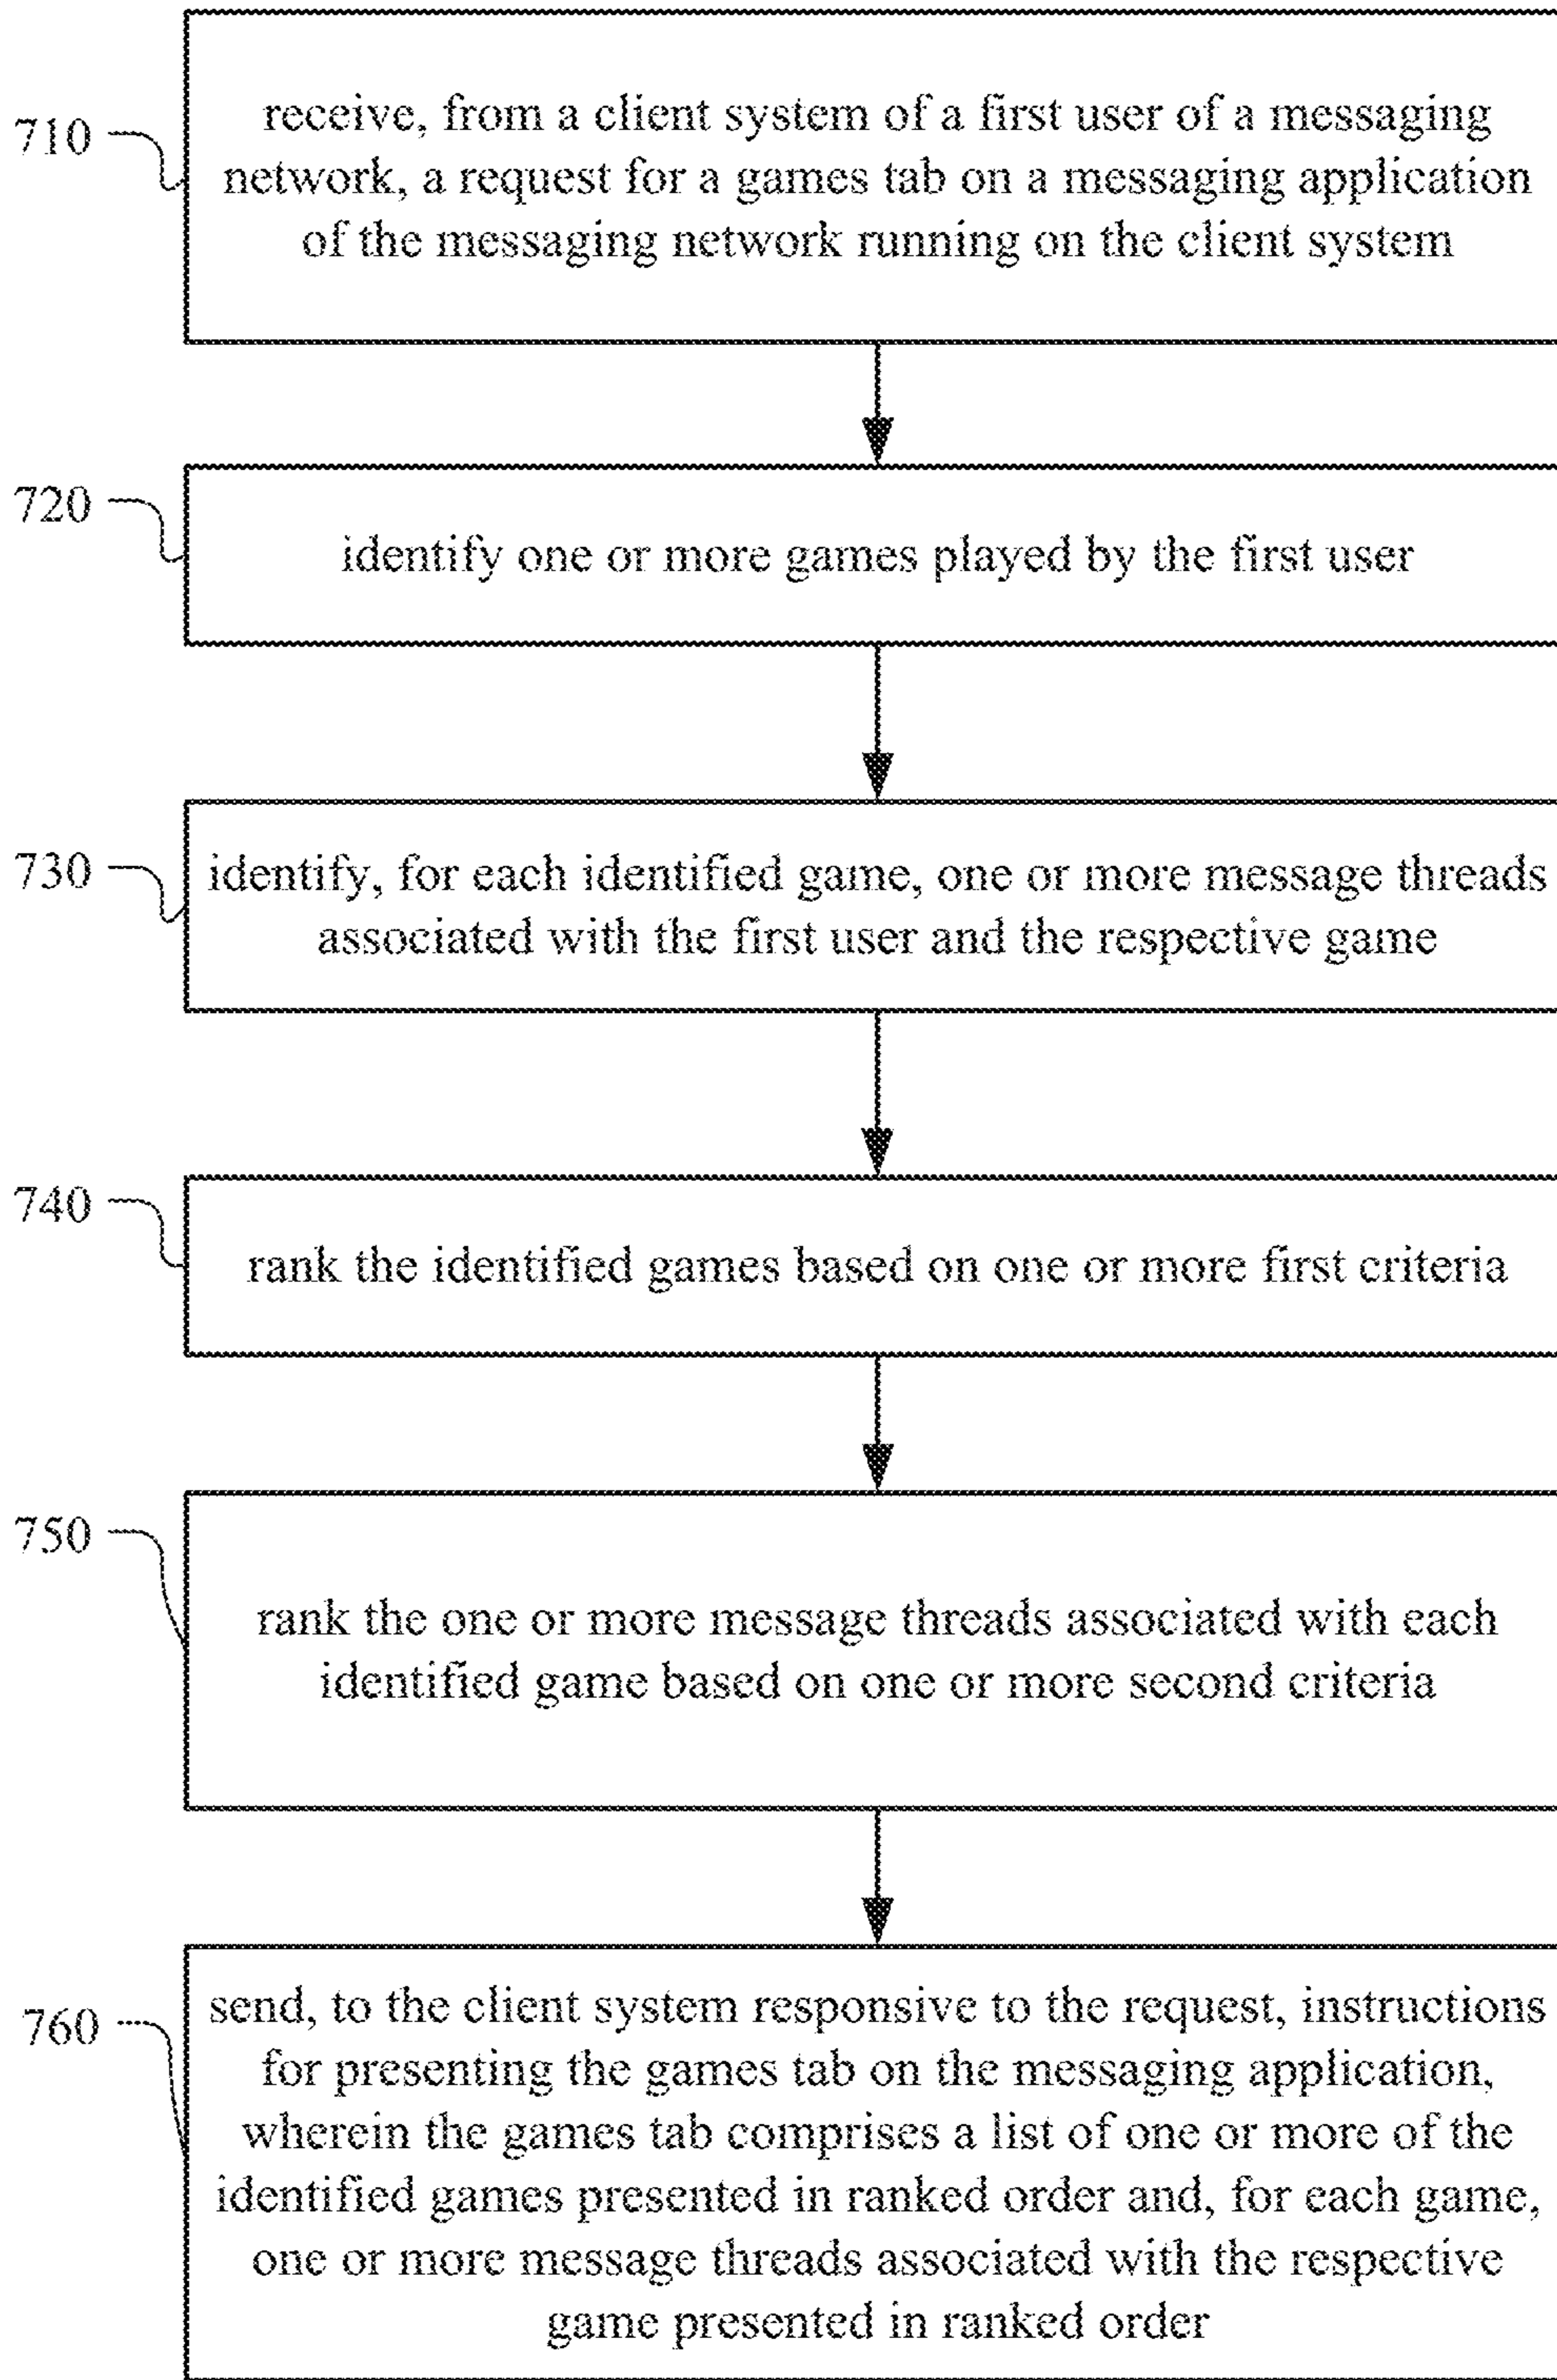 710
receive, from a client system of a first user of a messaging
network, a request for a games tab on a messaging application
of the messaging network running on the client system
720
identify one or more games played by the first user
730
identify, for each identified game, one or more message threads
associated with the first user and the respective game
740
rank the identified games based on one or more first criteria
750
rank the one or more message threads associated with each
identified game based on one or more second criteria
760
send, to the client system responsive to the request, instructions
for presenting the games tab on the messaging application,
wherein the games tab comprises a list of one or more of the
identified games presented in ranked order and, for each game,
one or more message threads associated with the respective
game presented in ranked order